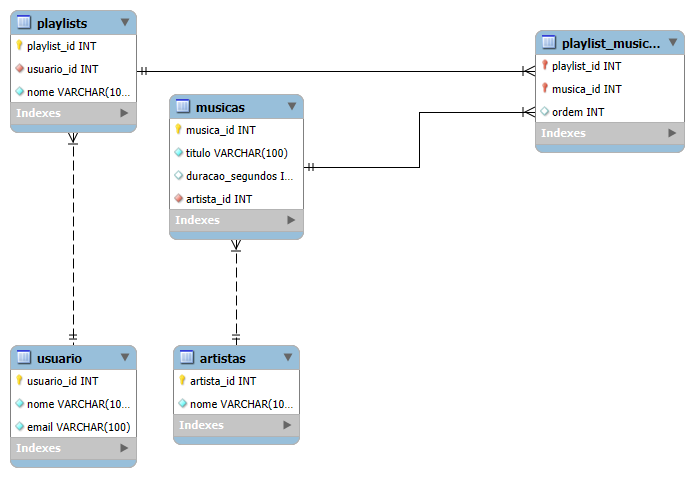 playlists
playlist_id INT
usuario_id INT
nome VARCHAR(10...
Indexes
musicas
musica_id INT
titulo VARCHAR(100)
duracao_segundos I...
artista_id INT
Indexes
playlist_music...
playlist_id INT
musica_id INT
ordem INT
Indexes
usuario
usuario_id INT
nome VARCHAR(10...
email VARCHAR(100)
Indexes
artistas
artista_id INT
nome VARCHAR(10...
Indexes